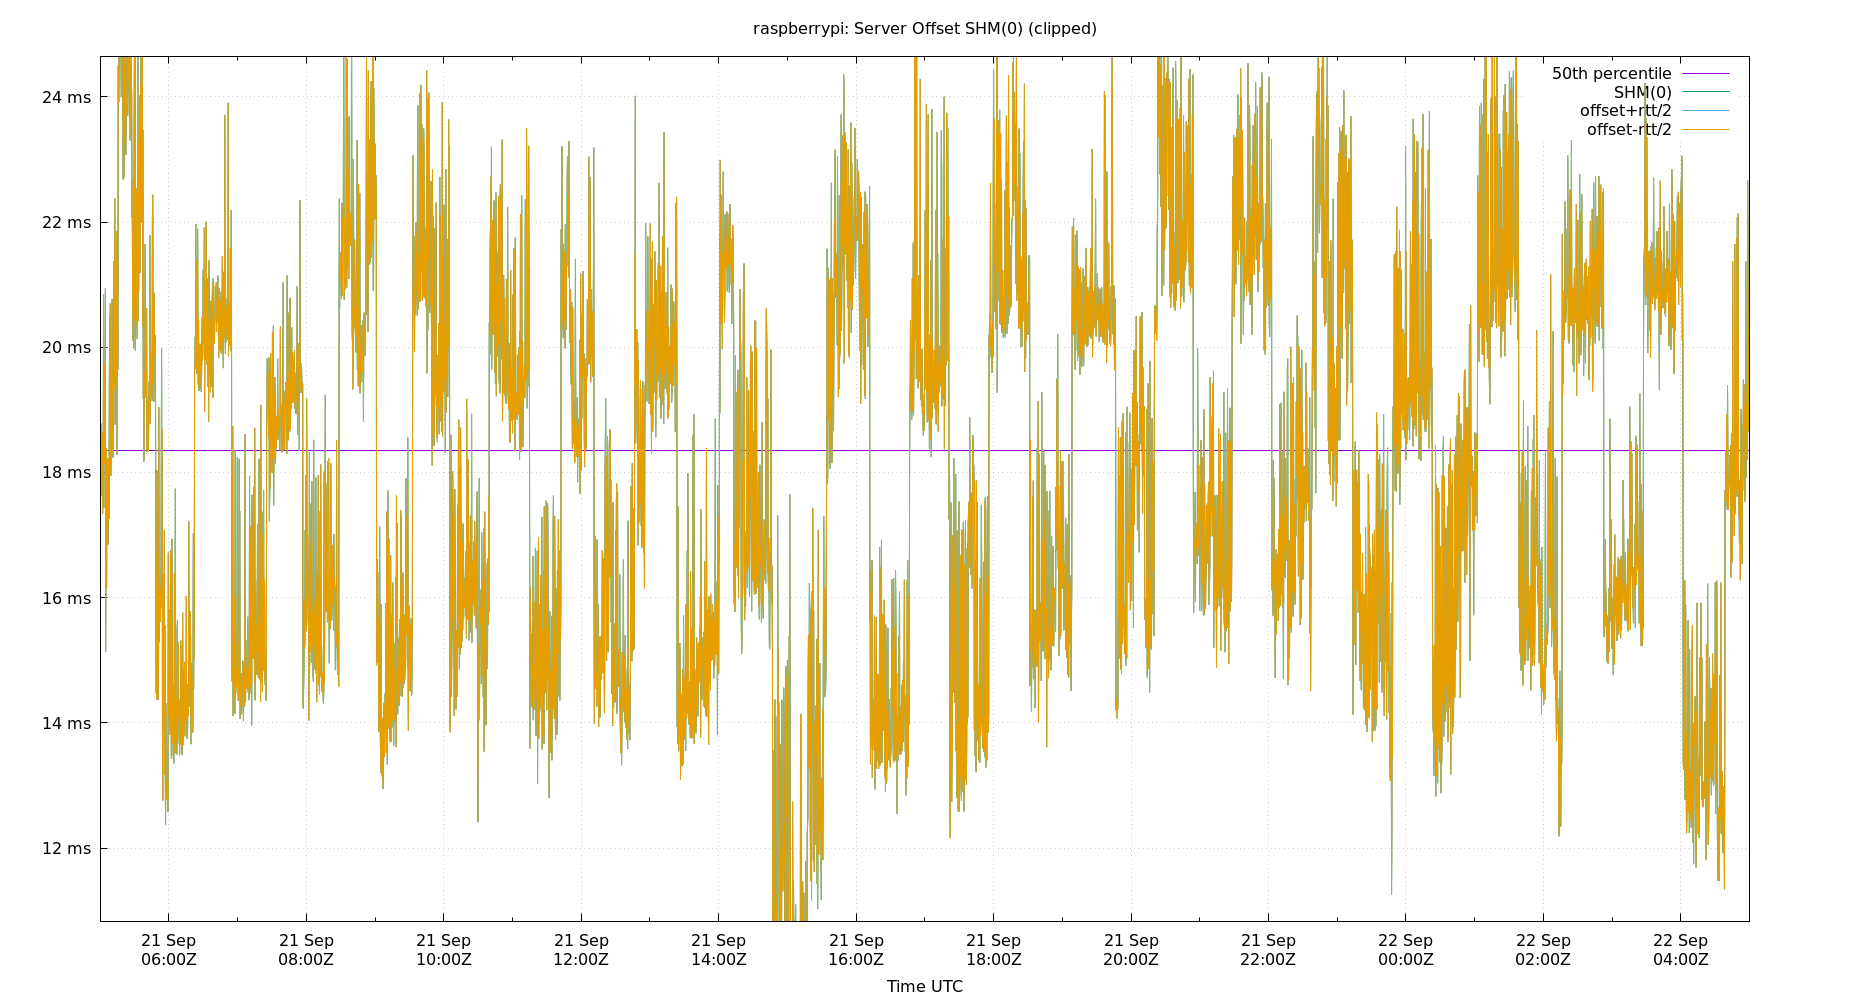 raspberrypi: Server Offset SHM(0) (clipped)
50th percentile
SHM(0)
offset+rtt/2
offset-rtt/2
24 ms
22 ms
20 ms
18 ms
16 ms
14 ms
12 ms
21 Sep 21 Sep 21 Sep 21 Sep 21 Sep 21 Sep 21 Sep 21 Sep 21 Sep 22 Sep 22 Sep 22 Sep
06:00Z 08:00Z 10:00Z 12:00Z 14:00Z 16:00Z 18:00Z 20:00Z 22:00Z 00:00Z 02:00Z 04:00Z
Time UTC